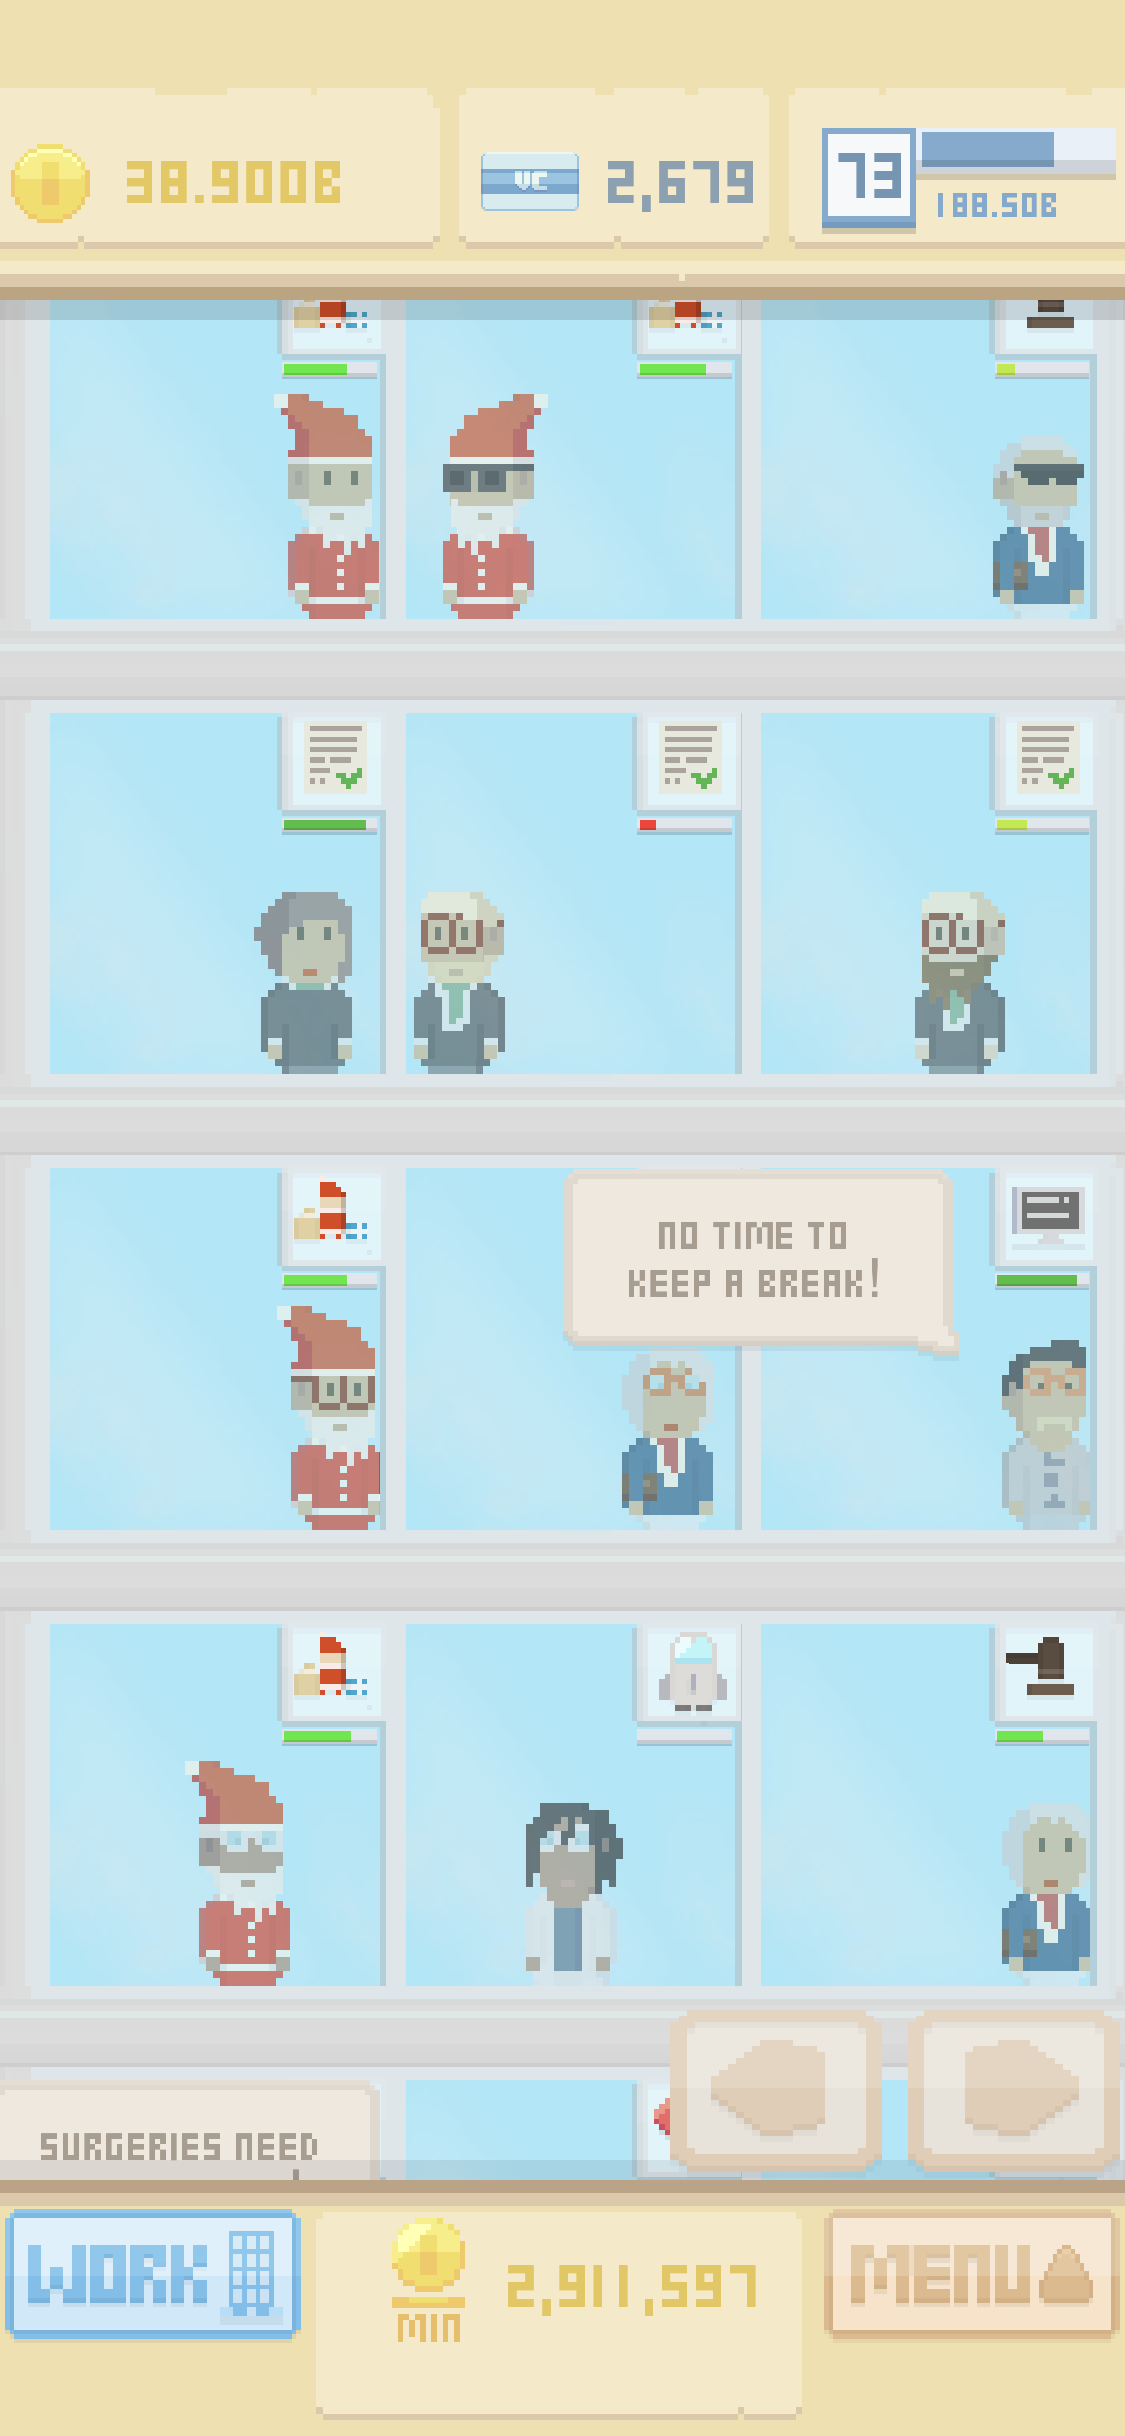 38.900B
VC
2,679
73
188.50B
NO TIME TO
KEEP A BREAK!
SURGERIES NEED
WORK
MIN
2,911,597
MENU